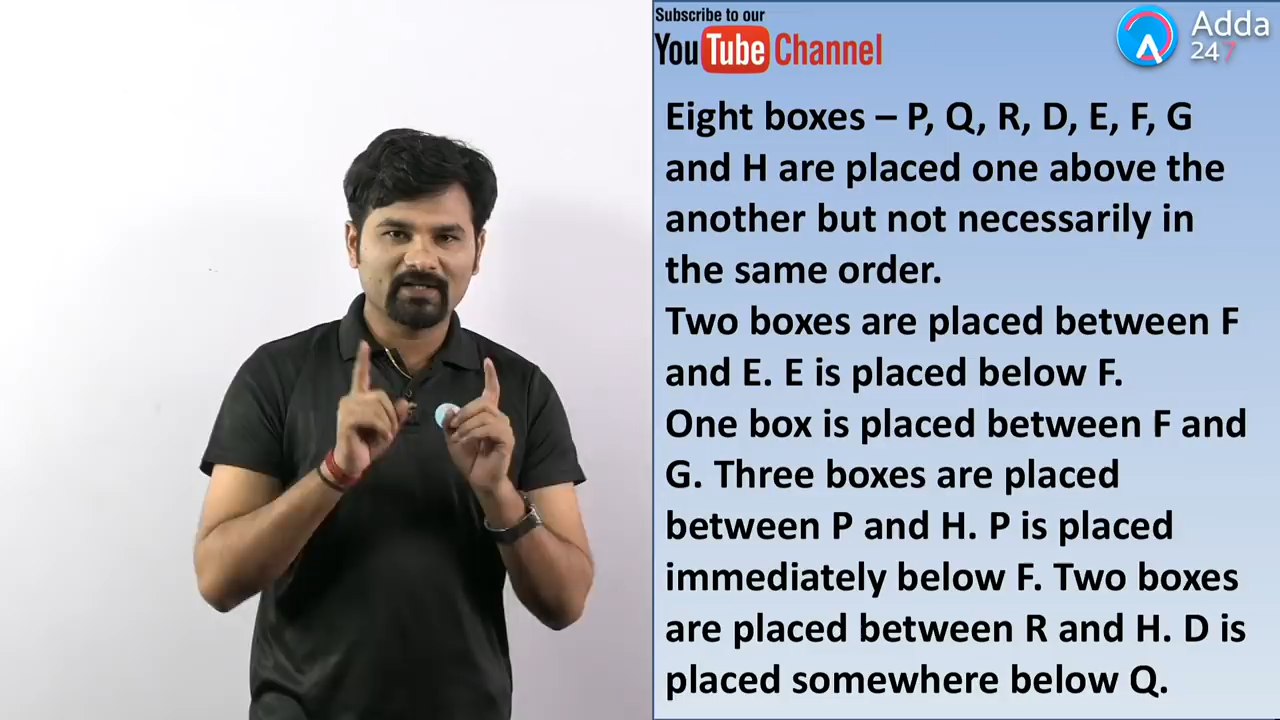 Subscribe to our
YouTube Channel
Adda
247
Eight boxes – P, Q, R, D, E, F, G
and H are placed one above the
another but not necessarily in
the same order.
Two boxes are placed between F
and E. E is placed below F.
One box is placed between F and
G. Three boxes are placed
between P and H. P is placed
immediately below F. Two boxes
are placed between R and H. D is
placed somewhere below Q.